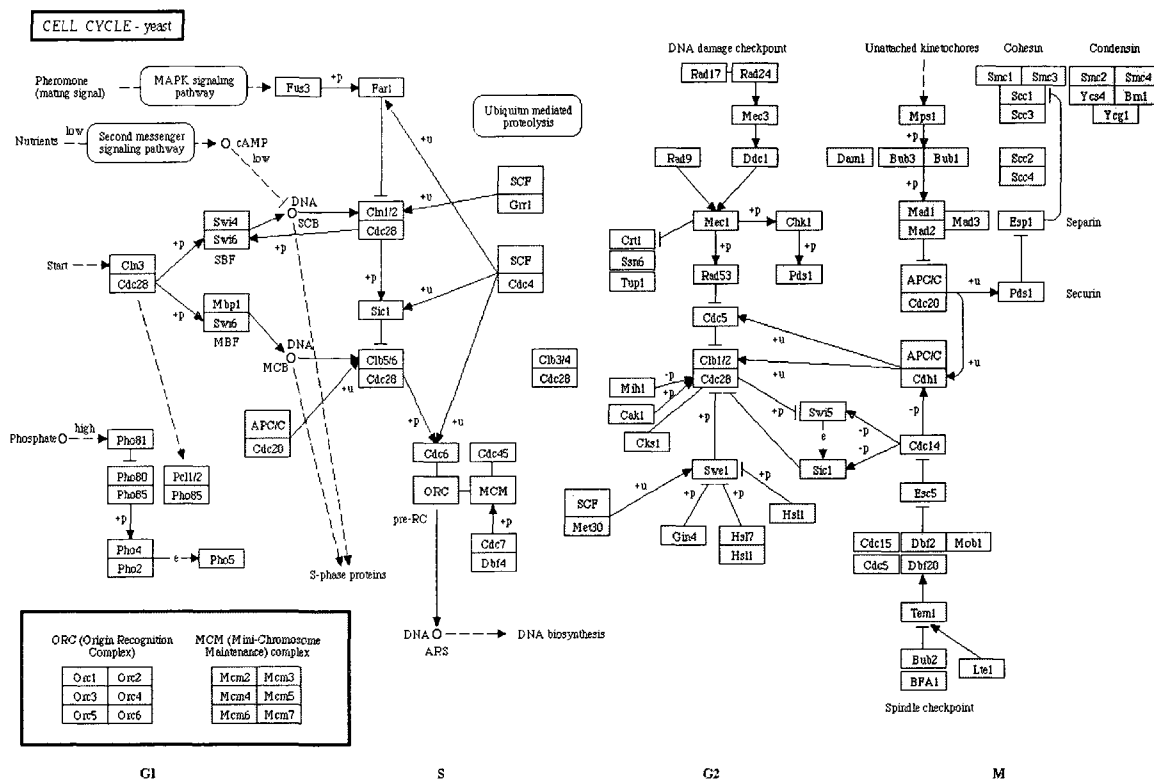 CELL CYCLE - yeast
Pheromone
(mating signal)
MAPK signaling
pathway
Fus3
+p
Far1
Nutrients
low
Second messenger
signaling pathway
cAMP
low
Ubiquitin mediated
proteolysis
+u
DNA
SCB
Swi4
Swi6
SBF
+p
+p
Cln1/2
Cdc28
+u
SCF
Grr1
Start
Cln3
Cdc28
+p
Mbp1
Swi6
MBF
+p
Sic1
+u
SCF
Cdc4
DNA
MCB
Clb5/6
Cdc28
+u
APC/C
Cdc20
+p
+u
Clb3/4
Cdc28
Phosphate
high
Pho81
Pho80
Pho85
Pcl1/2
Pho85
+p
Pho4
Pho2
e
Pho5
Cdc6
Cdc45
ORC
MCM
pre-RC
+p
Cdc7
Dbf4
S-phase proteins
DNA
ARS
DNA biosynthesis
DNA damage checkpoint
Rad17
Rad24
Mec3
Rad9
Ddc1
Mec1
+p
Chk1
+p
+p
Pds1
Crt1
Ssn6
Tup1
Rad53
Cdc5
Clb1/2
Cdc28
+u
+u
Mih1
-p
+p
Cak1
Cks1
+p
+p
Swi5
e
Sic1
-p
-p
-p
Swe1
+u
SCF
Met30
+p
+p
+p
Gin4
Hsl7
Hsl1
Hsl1
Unattached kinetochores
Mps1
+p
Dam1
Bub3
Bub1
+p
Mad1
Mad2
Mad3
APC/C
Cdc20
+u
APC/C
Cdh1
+u
Cdc14
Esc5
Cdc15
Dbf2
Mob1
Cdc5
Dbf20
Tem1
Bub2
BFA1
Lte1
Spindle checkpoint
Cohesin
Smc1
Smc3
Scc1
Scc3
Scc2
Scc4
Condensin
Smc2
Smc4
Ycs4
Brn1
Ycg1
Esp1
Separin
Pds1
Securin
ORC (Origin Recognition
Complex)
Orc1
Orc2
Orc3
Orc4
Orc5
Orc6
MCM (Mini-Chromosome
Maintenance) complex
Mcm2
Mcm3
Mcm4
Mcm5
Mcm6
Mcm7
G1
S
G2
M